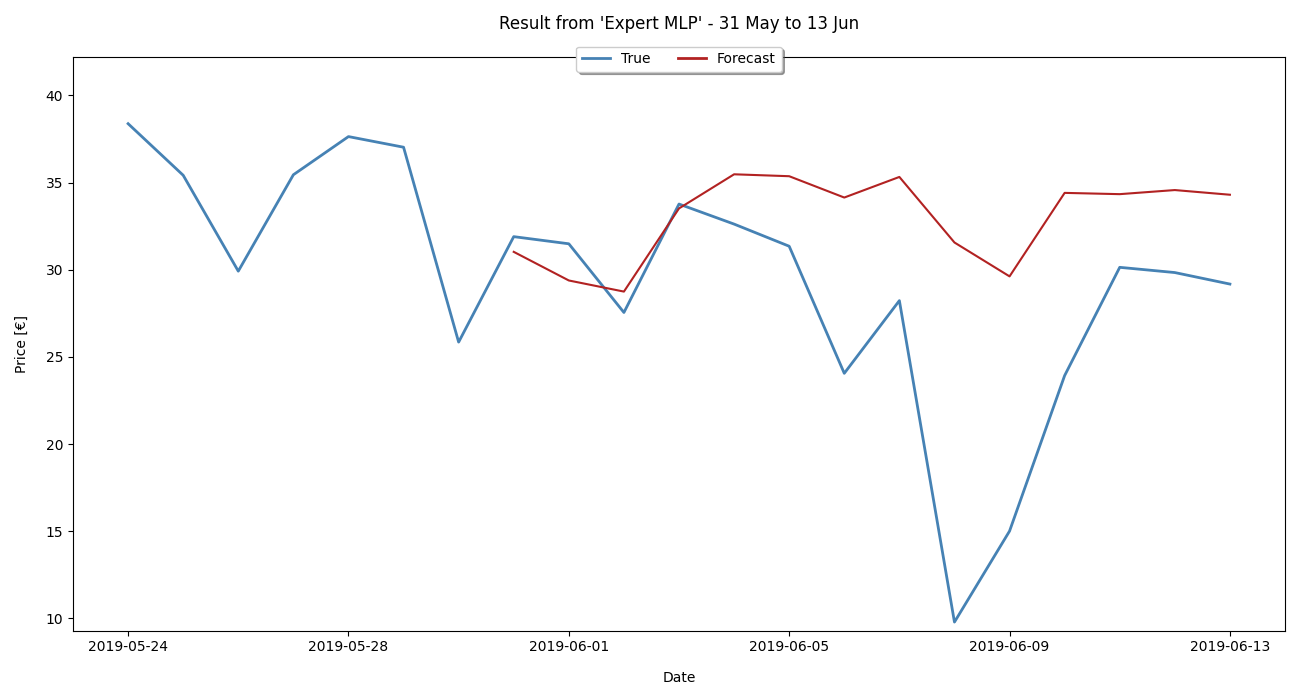 Result from 'Expert MLP' - 31 May to 13 Jun
True Forecast
40
35
30
25
20
15
10
Price [€]
2019-05-24 2019-05-28 2019-06-01 2019-06-05 2019-06-09 2019-06-13
Date